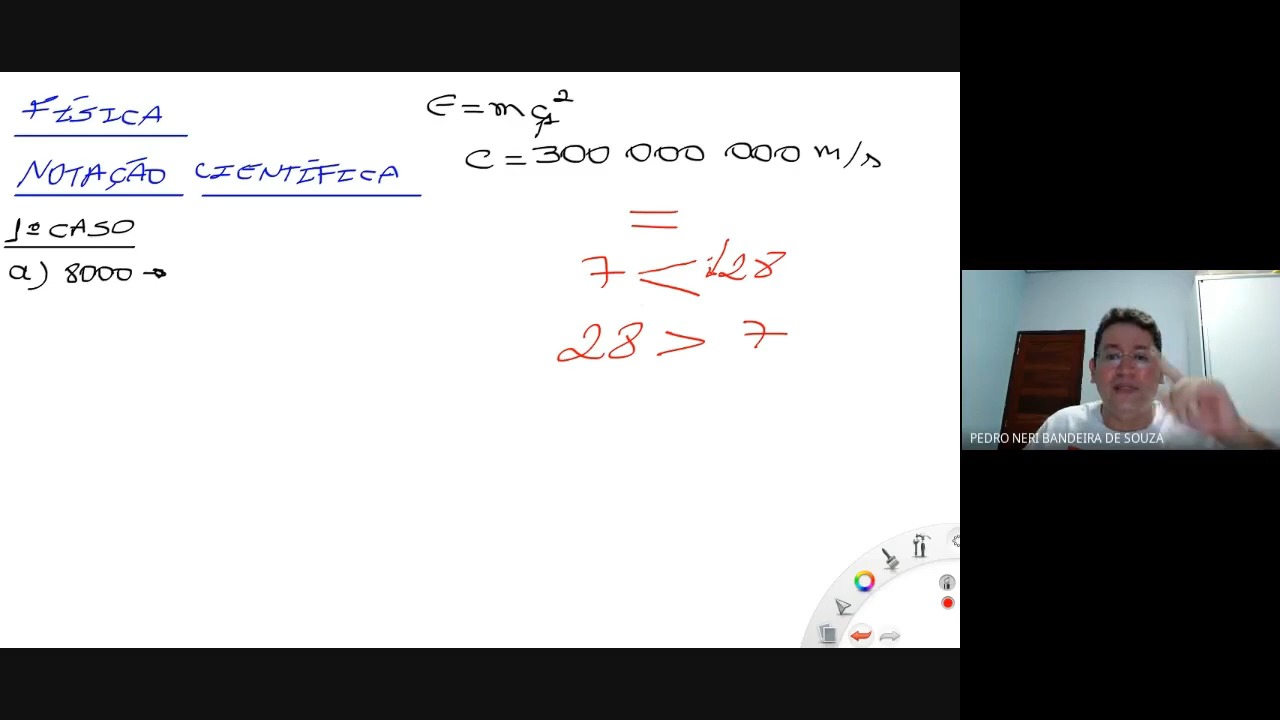 FÍSICA
NOTAÇÃO CIENTÍFICA
1º CASO
a) 8000 →
E = mc²
C = 300 000 000 m/s
=
7 < 28
28 > 7
PEDRO NERI BANDEIRA DE SOUZA